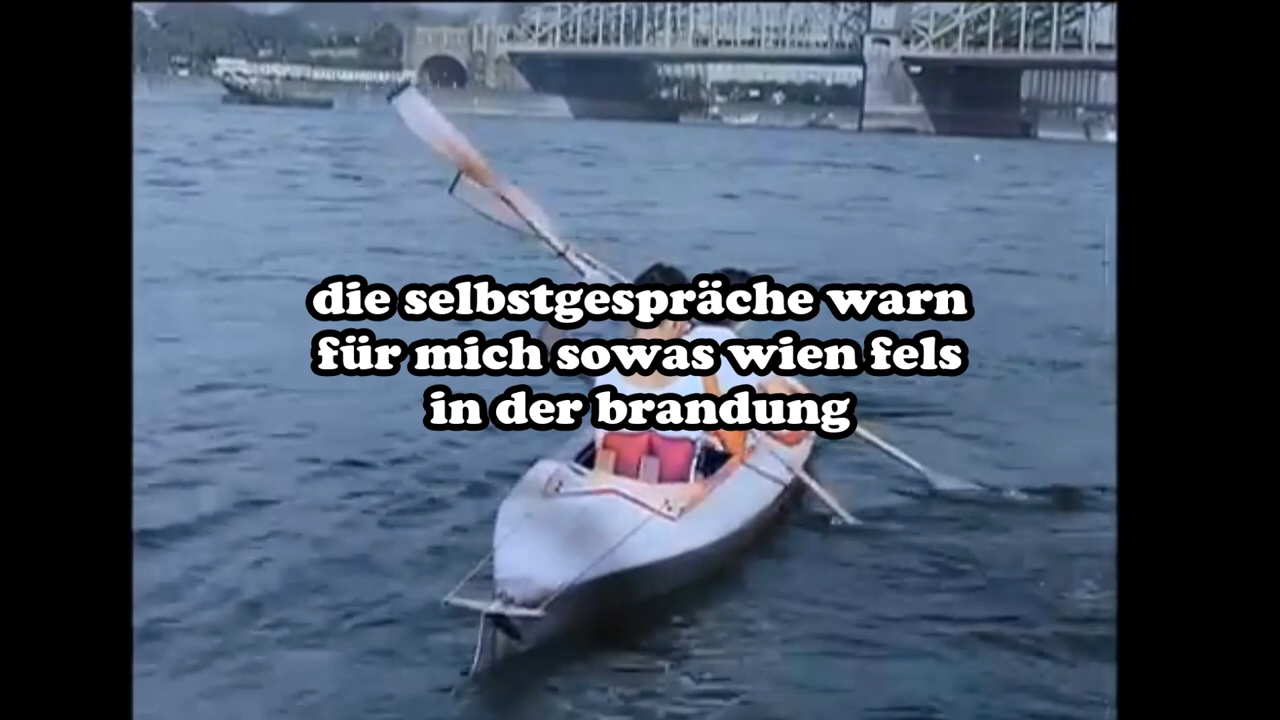 die selbstgespräche warn
für mich sowas wien fels
in der brandung